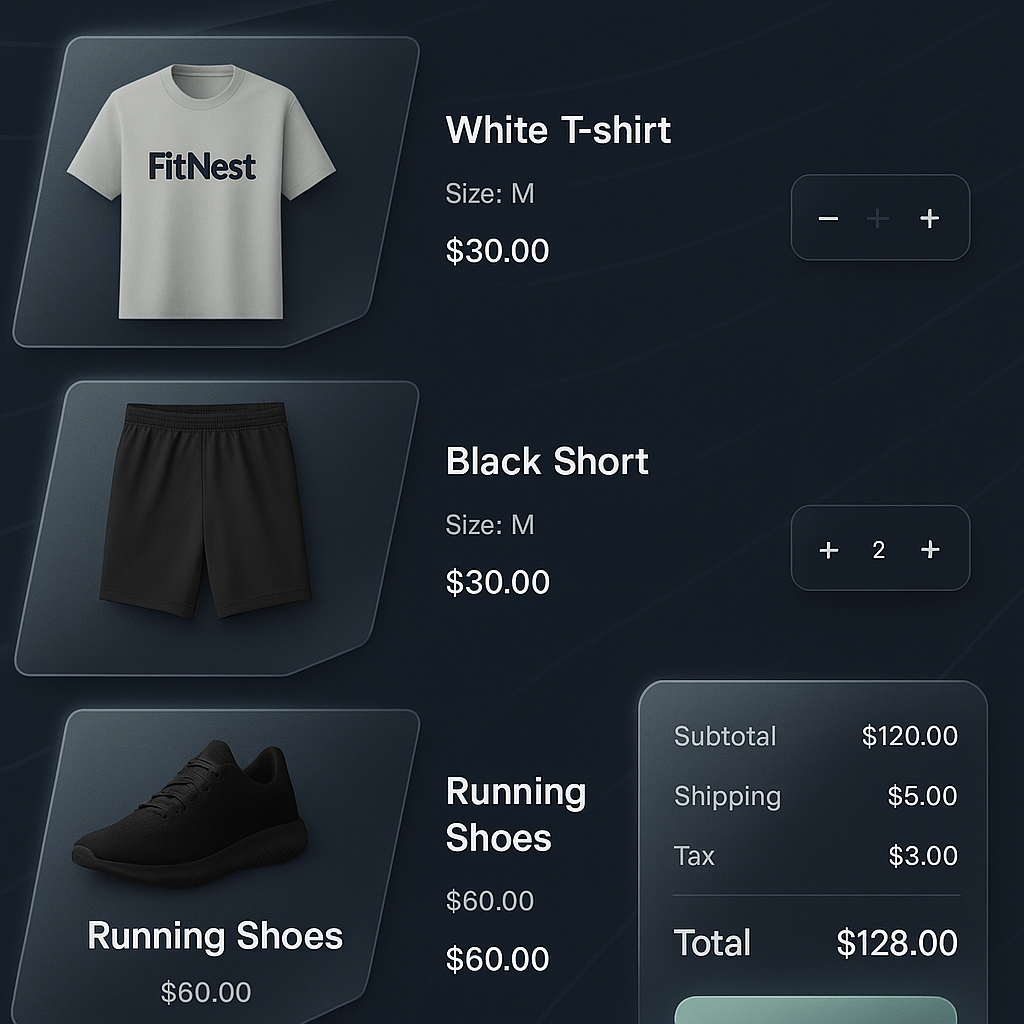 FitNest
White T-shirt
Size: M
$30.00
− + +
Black Short
Size: M
$30.00
+ 2 +
Running
Shoes
$60.00
$60.00
Running Shoes
$60.00
Subtotal $120.00
Shipping $5.00
Tax $3.00
Total $128.00